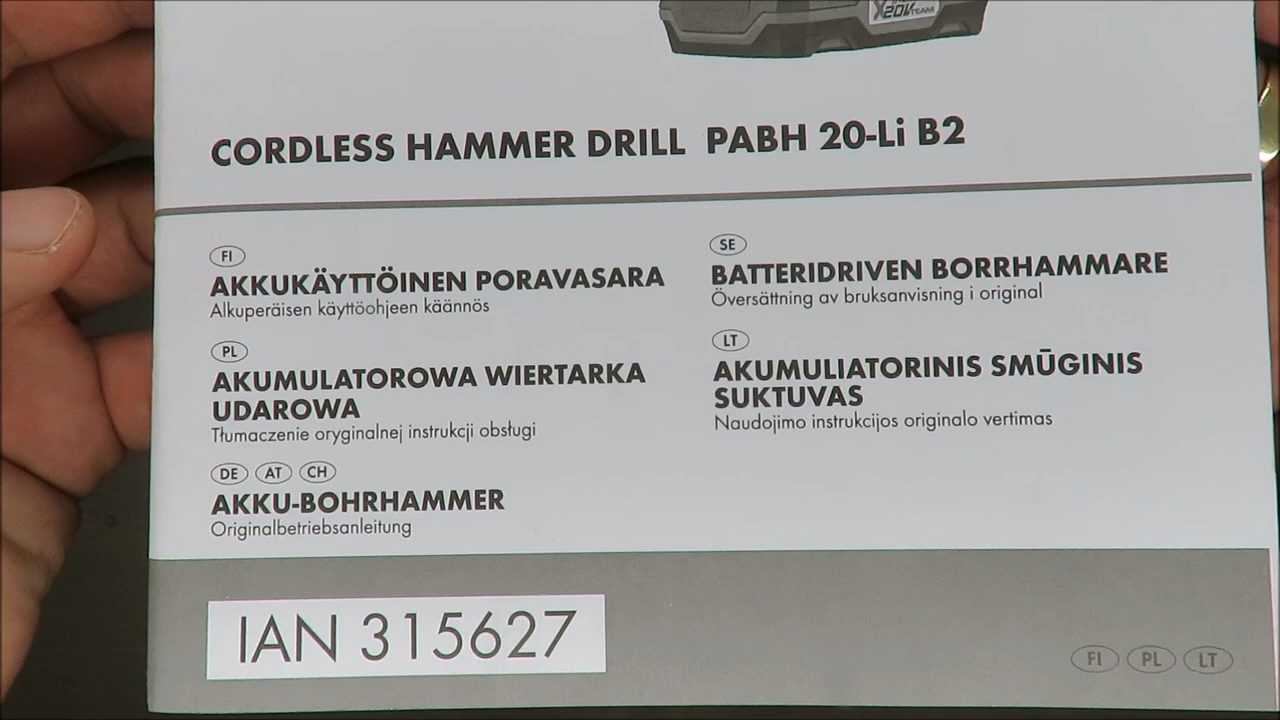 X20V TEAM
CORDLESS HAMMER DRILL PABH 20-Li B2
FI
AKKUKÄYTTÖINEN PORAVASARA
Alkuperäisen käyttöohjeen käännös
SE
BATTERIDRIVEN BORRHAMMARE
Översättning av bruksanvisning i original
PL
AKUMULATOROWA WIERTARKA
UDAROWA
Tłumaczenie oryginalnej instrukcji obsługi
LT
AKUMULIATORINIS SMŪGINIS
SUKTUVAS
Naudojimo instrukcijos originalo vertimas
DE AT CH
AKKU-BOHRHAMMER
Originalbetriebsanleitung
IAN 315627
FI PL LT